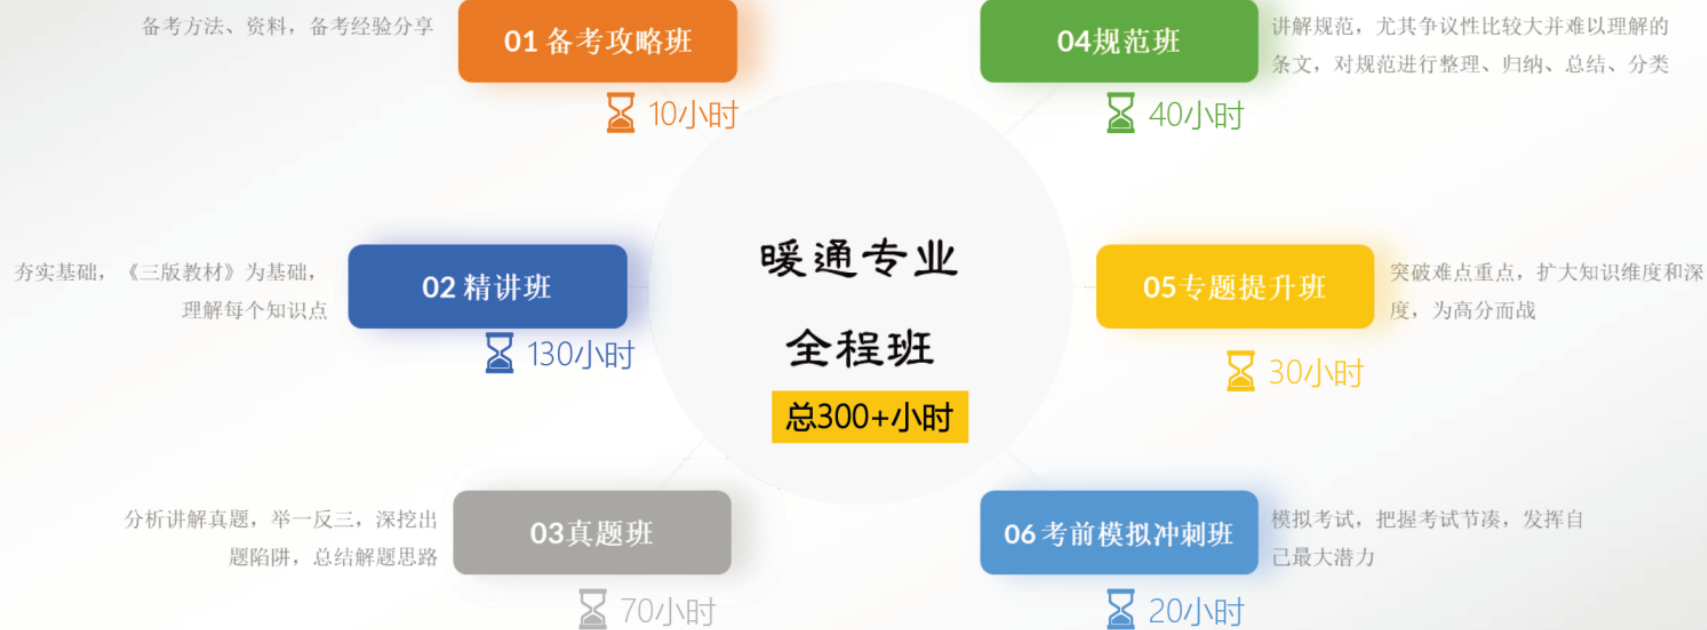 备考方法、资料，备考经验分享
01 备考攻略班
10小时
夯实基础，《三版教材》为基础，
理解每个知识点
02 精讲班
130小时
分析讲解真题，举一反三，深挖出
题陷阱，总结解题思路
03真题班
70小时
暖通专业
全程班
总300+小时
04规范班
讲解规范，尤其争议性比较大并难以理解的
条文，对规范进行整理、归纳、总结、分类
40小时
05专题提升班
突破难点重点，扩大知识维度和深
度，为高分而战
30小时
06 考前模拟冲刺班
模拟考试，把握考试节凑，发挥自
己最大潜力
20小时